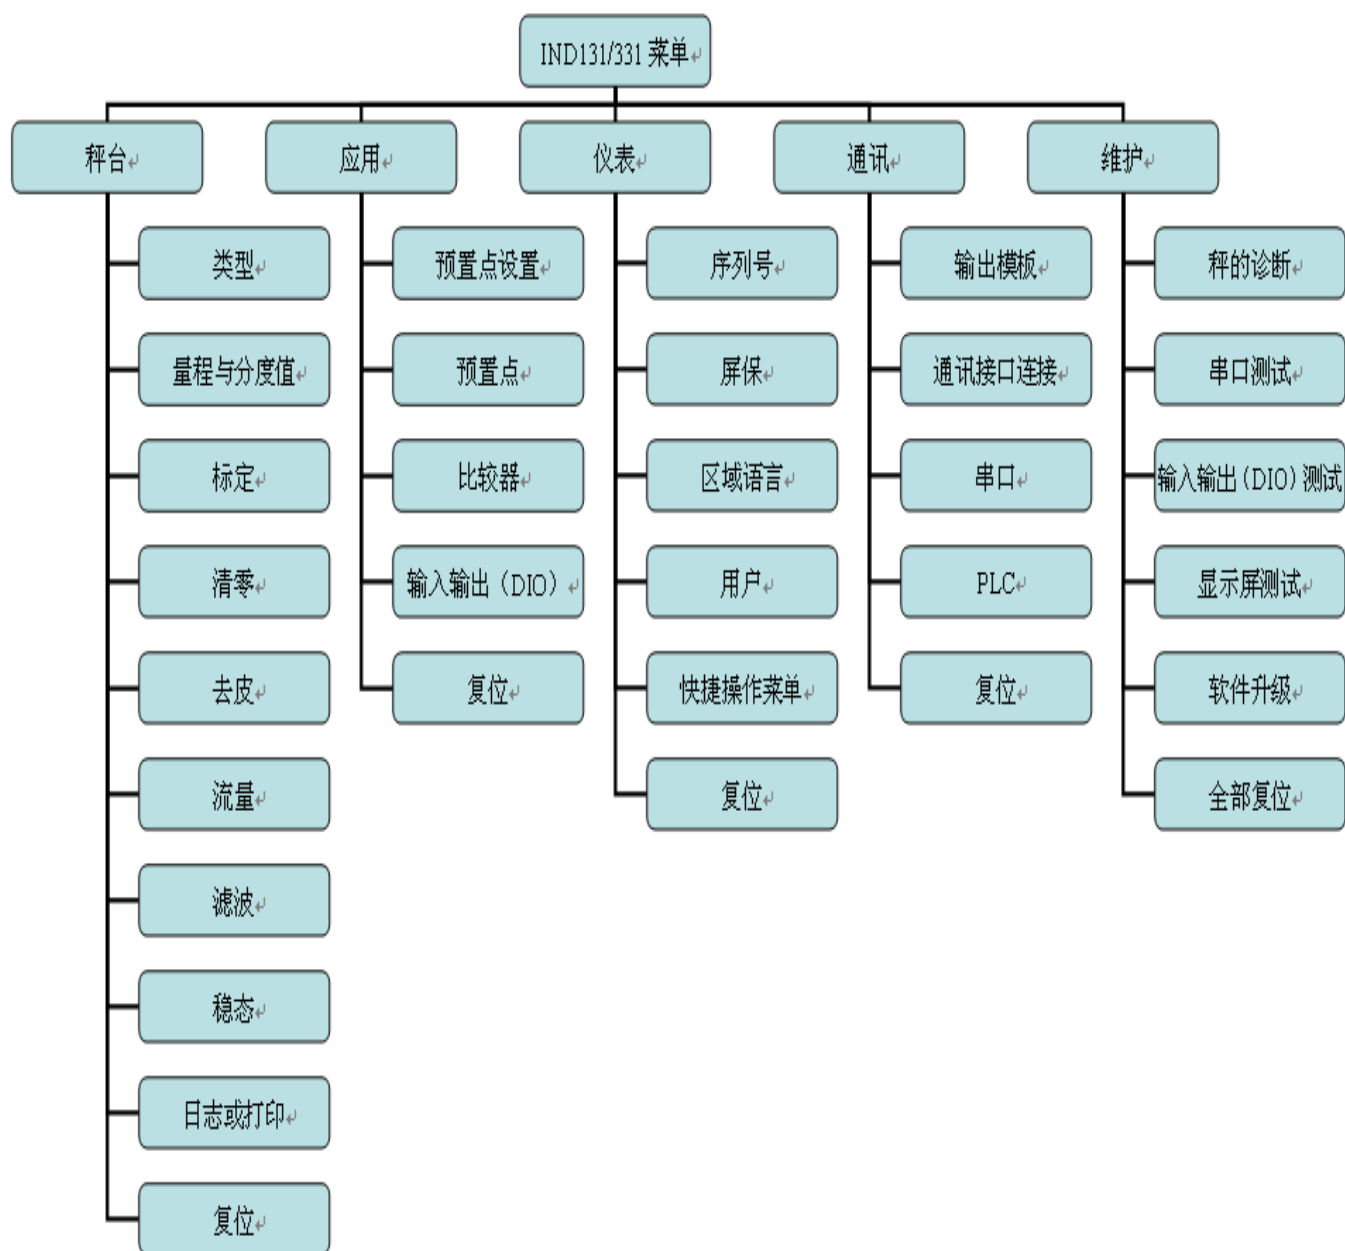 IND131/331 菜单
秤台
应用
仪表
通讯
维护
类型
量程与分度值
标定
清零
去皮
流量
滤波
稳态
日志或打印
复位
预置点设置
预置点
比较器
输入输出（DIO）
复位
序列号
屏保
区域语言
用户
快捷操作菜单
复位
输出模板
通讯接口连接
串口
PLC
复位
秤的诊断
串口测试
输入输出(DIO)测试
显示屏测试
软件升级
全部复位